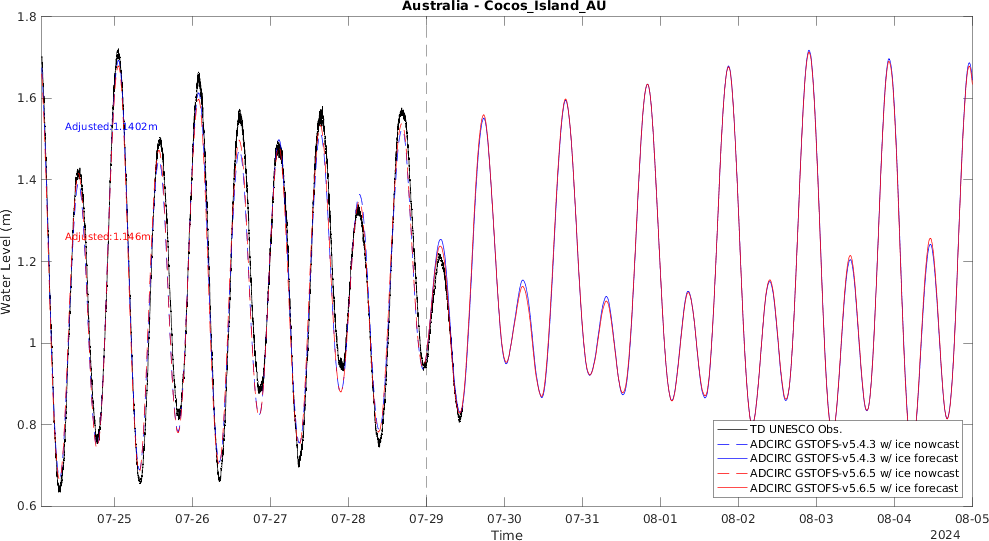 Australia - Cocos_Island_AU
1.8
1.6
1.4
1.2
1
0.8
0.6
Water Level (m)
Adjusted:1.1402m
Adjusted:1.146m
TD UNESCO Obs.
ADCIRC GSTOFS-v5.4.3 w/ ice nowcast
ADCIRC GSTOFS-v5.4.3 w/ ice forecast
ADCIRC GSTOFS-v5.6.5 w/ ice nowcast
ADCIRC GSTOFS-v5.6.5 w/ ice forecast
07-25 07-26 07-27 07-28 07-29 07-30 07-31 08-01 08-02 08-03 08-04 08-05
Time
2024